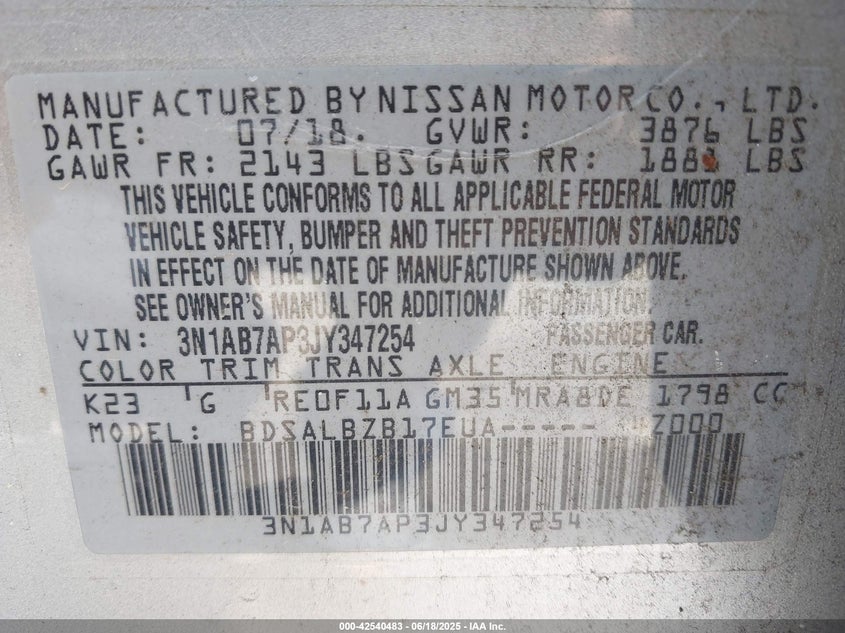 MANUFACTURED BY NISSAN MOTOR CO., LTD.
DATE: 07/18. GVWR: 3876 LBS
GAWR FR: 2143 LBS GAWR RR: 1881 LBS
THIS VEHICLE CONFORMS TO ALL APPLICABLE FEDERAL MOTOR
VEHICLE SAFETY, BUMPER AND THEFT PREVENTION STANDARDS
IN EFFECT ON THE DATE OF MANUFACTURE SHOWN ABOVE.
SEE OWNER'S MANUAL FOR ADDITIONAL INFORMATION.
VIN: 3N1AB7AP3JY347254 PASSENGER CAR.
COLOR TRIM TRANS AXLE ENGINE
K23 G RE0F11A GM35 MRA8DE 1798 CC
MODEL: BDSALBZB17EUA-----
3N1AB7AP3JY347254
000-42540483 - 06/18/2025 - IAA Inc.